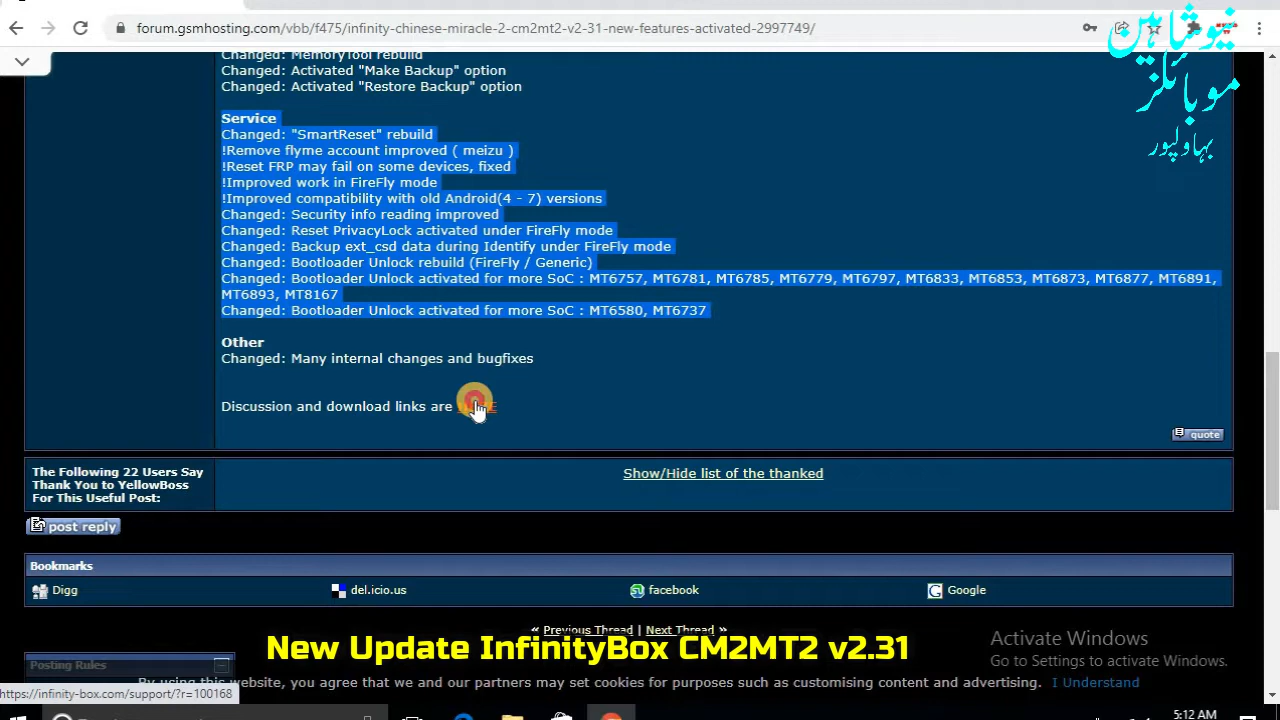 forum.gsmhosting.com/vbb/f475/infinity-chinese-miracle-2-cm2mt2-v2-31-new-features-activated-2997749/
نیو شاہین
موبائلز
بہاولپور
Changed: MemoryTool rebuild
Changed: Activated "Make Backup" option
Changed: Activated "Restore Backup" option
Service
Changed: "SmartReset" rebuild
!Remove flyme account improved ( meizu )
!Reset FRP may fail on some devices, fixed
!Improved work in FireFly mode
!Improved compatibility with old Android(4 - 7) versions
Changed: Security info reading improved
Changed: Reset PrivacyLock activated under FireFly mode
Changed: Backup ext_csd data during Identify under FireFly mode
Changed: Bootloader Unlock rebuild (FireFly / Generic)
Changed: Bootloader Unlock activated for more SoC : MT6757, MT6781, MT6785, MT6779, MT6797, MT6833, MT6853, MT6873, MT6877, MT6891,
MT6893, MT8167
Changed: Bootloader Unlock activated for more SoC : MT6580, MT6737
Other
Changed: Many internal changes and bugfixes
Discussion and download links are
quote
The Following 22 Users Say
Thank You to YellowBoss
For This Useful Post:
Show/Hide list of the thanked
post reply
Bookmarks
Digg
del.icio.us
facebook
Google
« Previous Thread | Next Thread »
New Update InfinityBox CM2MT2 v2.31
Activate Windows
Go to Settings to activate Windows.
Posting Rules
By using this website, you agree that we and our partners may set cookies for purposes such as customising content and advertising. I Understand
https://infinity-box.com/support/?r=100168
5:12 AM